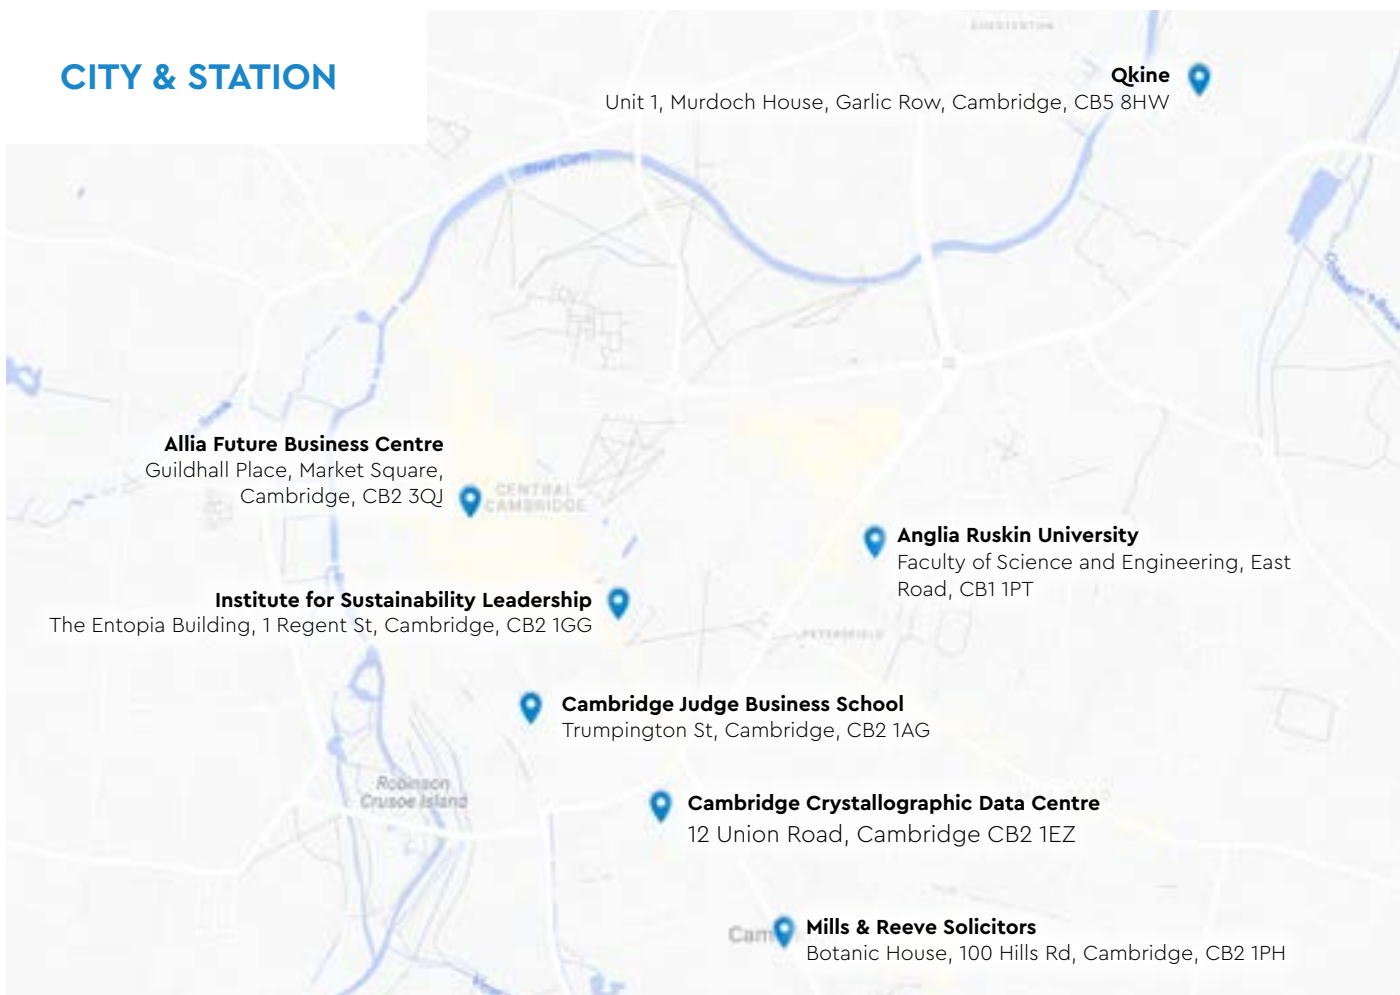 CHESTERTON
CITY & STATION
Qkine
Unit 1, Murdoch House, Garlic Row, Cambridge, CB5 8HW
River Cam
Allia Future Business Centre
Guildhall Place, Market Square,
Cambridge, CB2 3QJ
CENTRAL
CAMBRIDGE
Anglia Ruskin University
Faculty of Science and Engineering, East
Road, CB1 1PT
Institute for Sustainability Leadership
The Entopia Building, 1 Regent St, Cambridge, CB2 1GG
PETERSFIELD
Cambridge Judge Business School
Trumpington St, Cambridge, CB2 1AG
Robinson
Crusoe Island
Cambridge Crystallographic Data Centre
12 Union Road, Cambridge CB2 1EZ
Mills & Reeve Solicitors
Botanic House, 100 Hills Rd, Cambridge, CB2 1PH